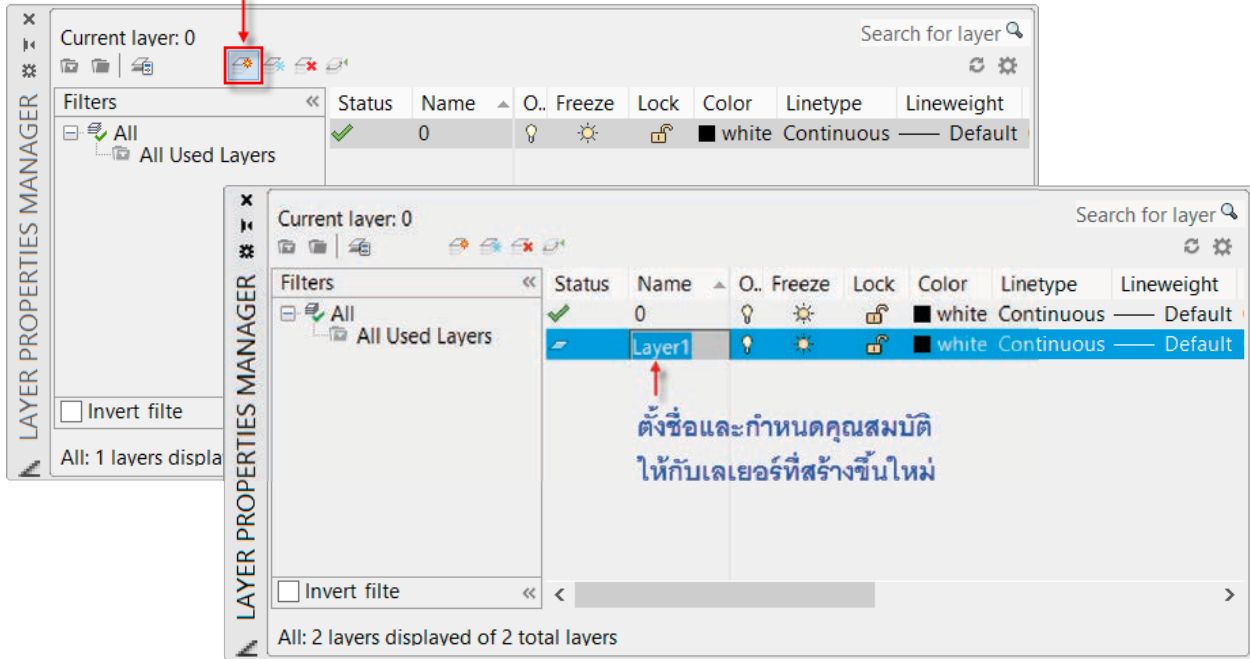 Current layer: 0
Search for layer
LAYER PROPERTIES MANAGER
Filters
Status Name O.. Freeze Lock Color Linetype Lineweight
All
0 white Continuous Default
All Used Layers
Invert filte
All: 1 layers displa
Current layer: 0
Search for layer
LAYER PROPERTIES MANAGER
Filters
Status Name O.. Freeze Lock Color Linetype Lineweight
All
0 white Continuous Default
All Used Layers
Layer1 white Continuous Default
ตั้งชื่อและกำหนดคุณสมบัติ
ให้กับเลเยอร์ที่สร้างขึ้นใหม่
Invert filte
All: 2 layers displayed of 2 total layers